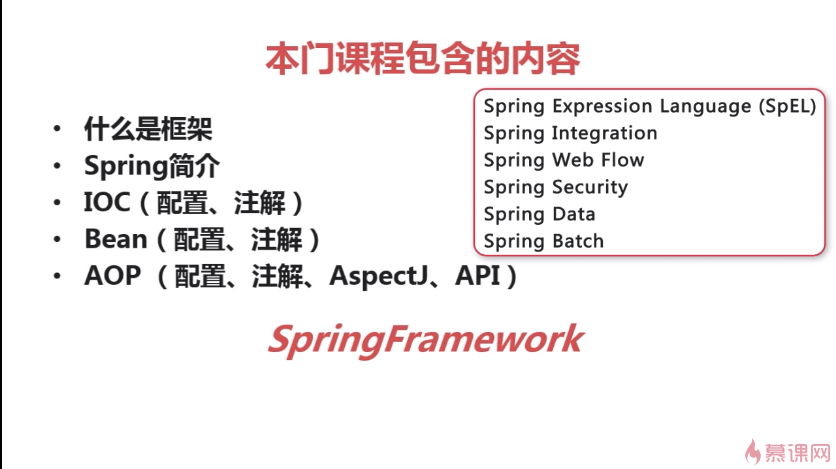 本门课程包含的内容
• 什么是框架
• Spring简介
• IOC（配置、注解）
• Bean（配置、注解）
• AOP （配置、注解、AspectJ、API）
Spring Expression Language (SpEL)
Spring Integration
Spring Web Flow
Spring Security
Spring Data
Spring Batch
SpringFramework
慕课网